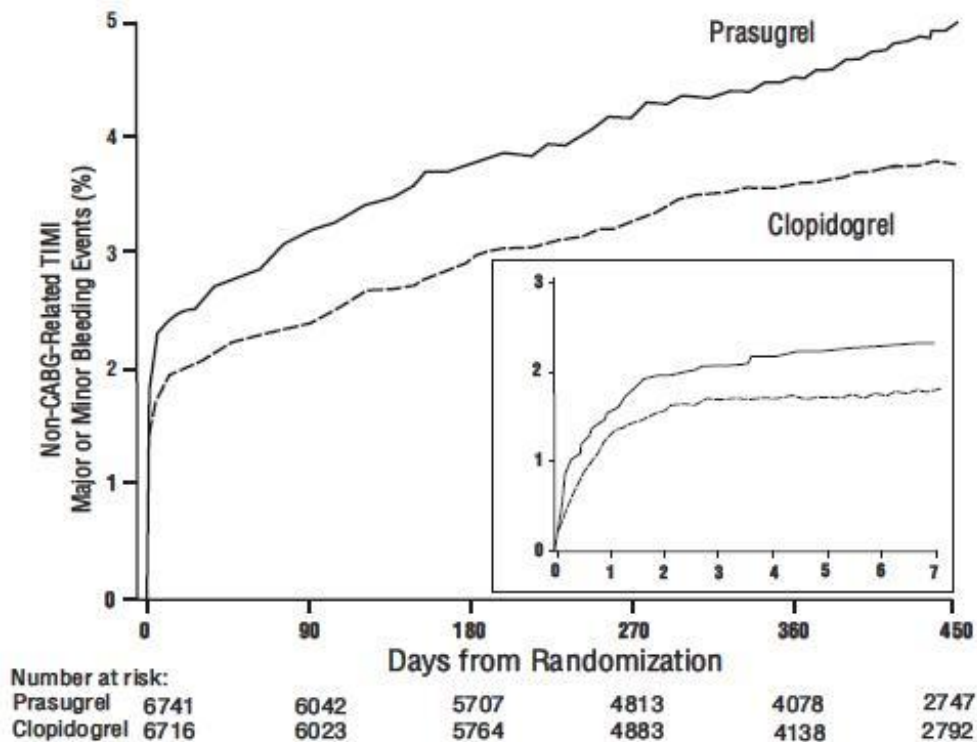 Non-CABG-Related TIMI
Major or Minor Bleeding Events (%)
5
4
3
2
1
0
Prasugrel
Clopidogrel
3
2
1
0
0 1 2 3 4 5 6 7
0 90 180 270 360 450
Days from Randomization
Number at risk:
Prasugrel 6741 6042 5707 4813 4078 2747
Clopidogrel 6716 6023 5764 4883 4138 2792